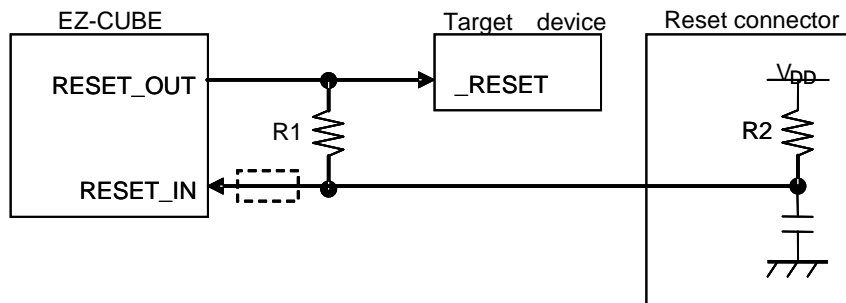 EZ-CUBE
Target device
Reset connector
RESET_OUT
_RESET
VDD
R1
R2
RESET_IN